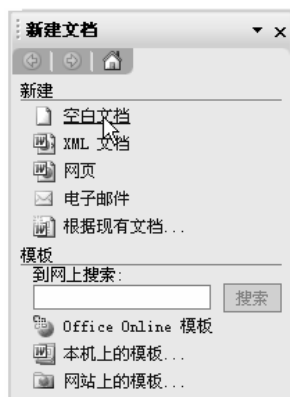 新建文档
新建
空白文档
XML 文档
网页
电子邮件
根据现有文档...
模板
到网上搜索:
搜索
Office Online 模板
本机上的模板...
网站上的模板...